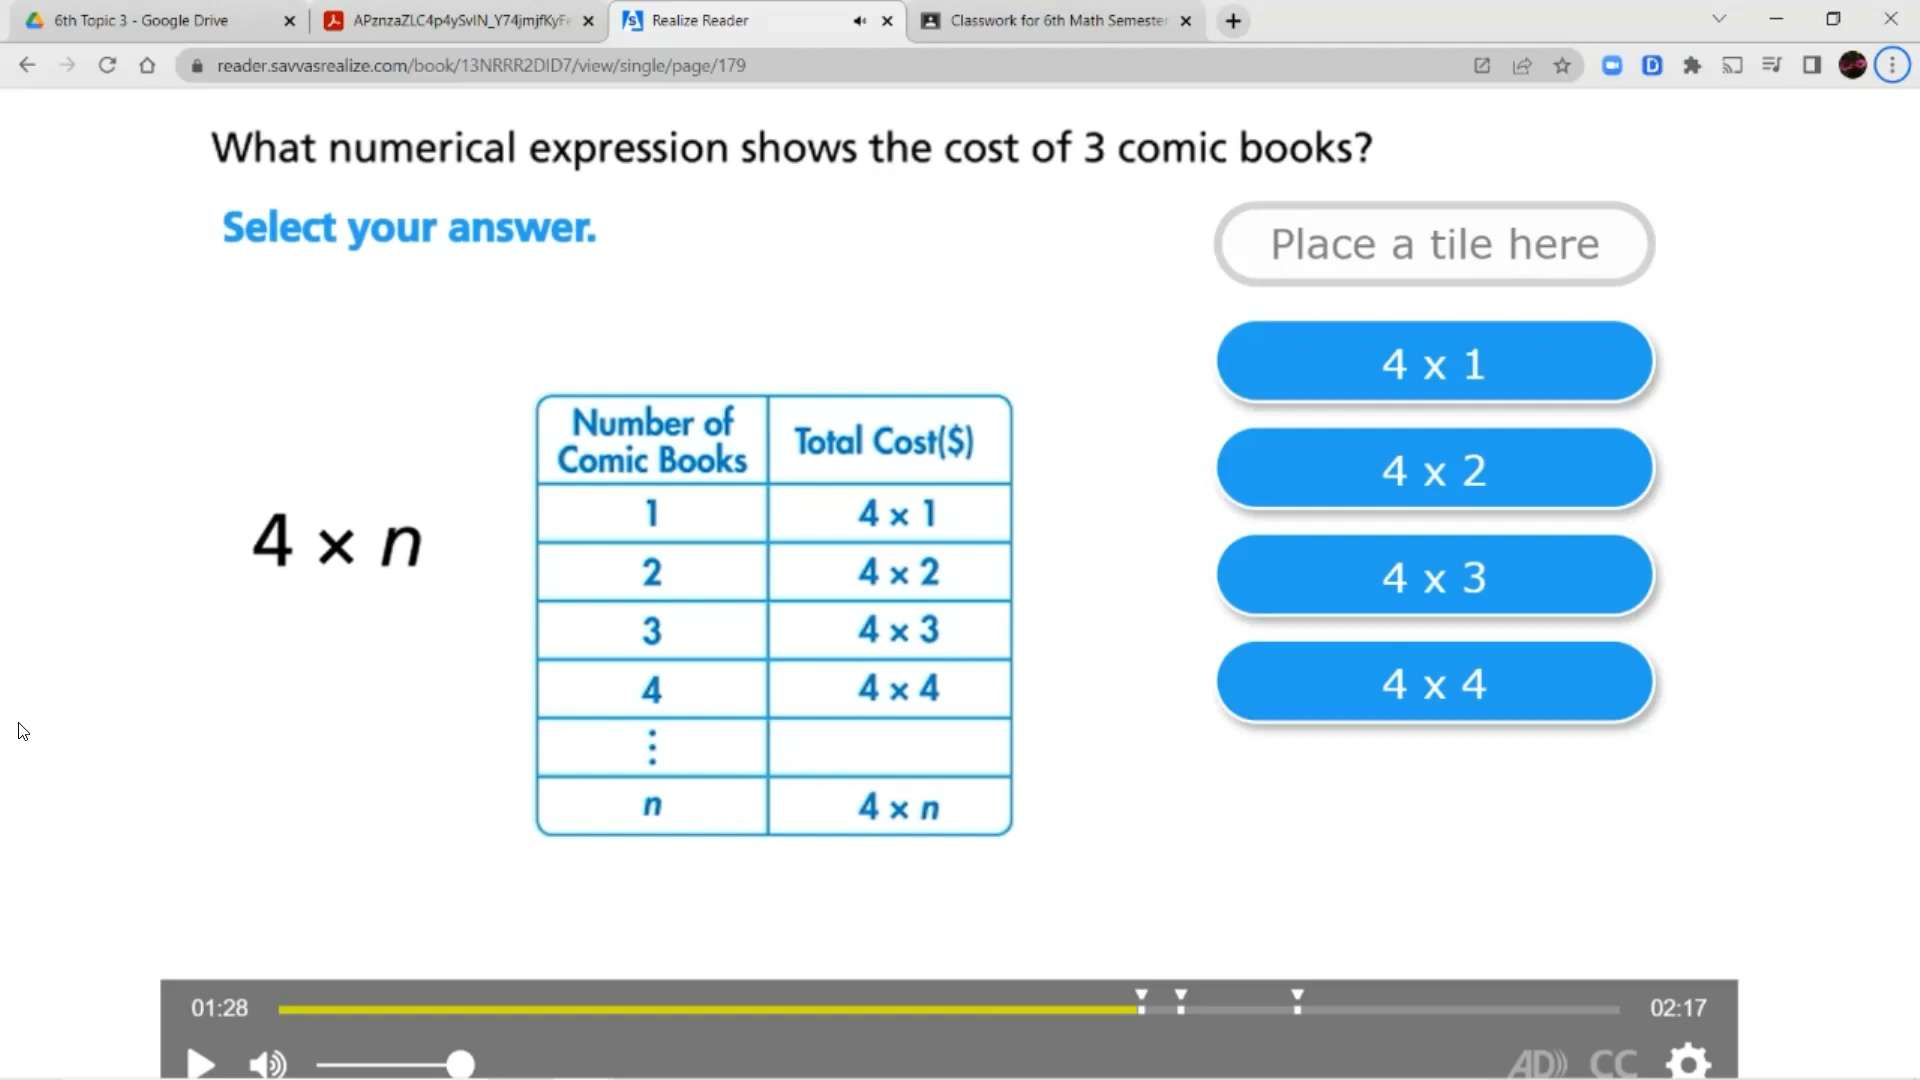 6th Topic 3 - Google Drive
APznzaZLC4p4ySvIN_Y74jmjfKyF
Realize Reader
Classwork for 6th Math Semester
reader.savvasrealize.com/book/13NRRR2DID7/view/single/page/179
What numerical expression shows the cost of 3 comic books?
Select your answer.
Place a tile here
4 x 1
4 x 2
4 x 3
4 x 4
4 × n
Number of Comic Books
Total Cost($)
1 4 × 1
2 4 × 2
3 4 × 3
4 4 × 4
⋮
n 4 × n
01:28
02:17
AD
CC